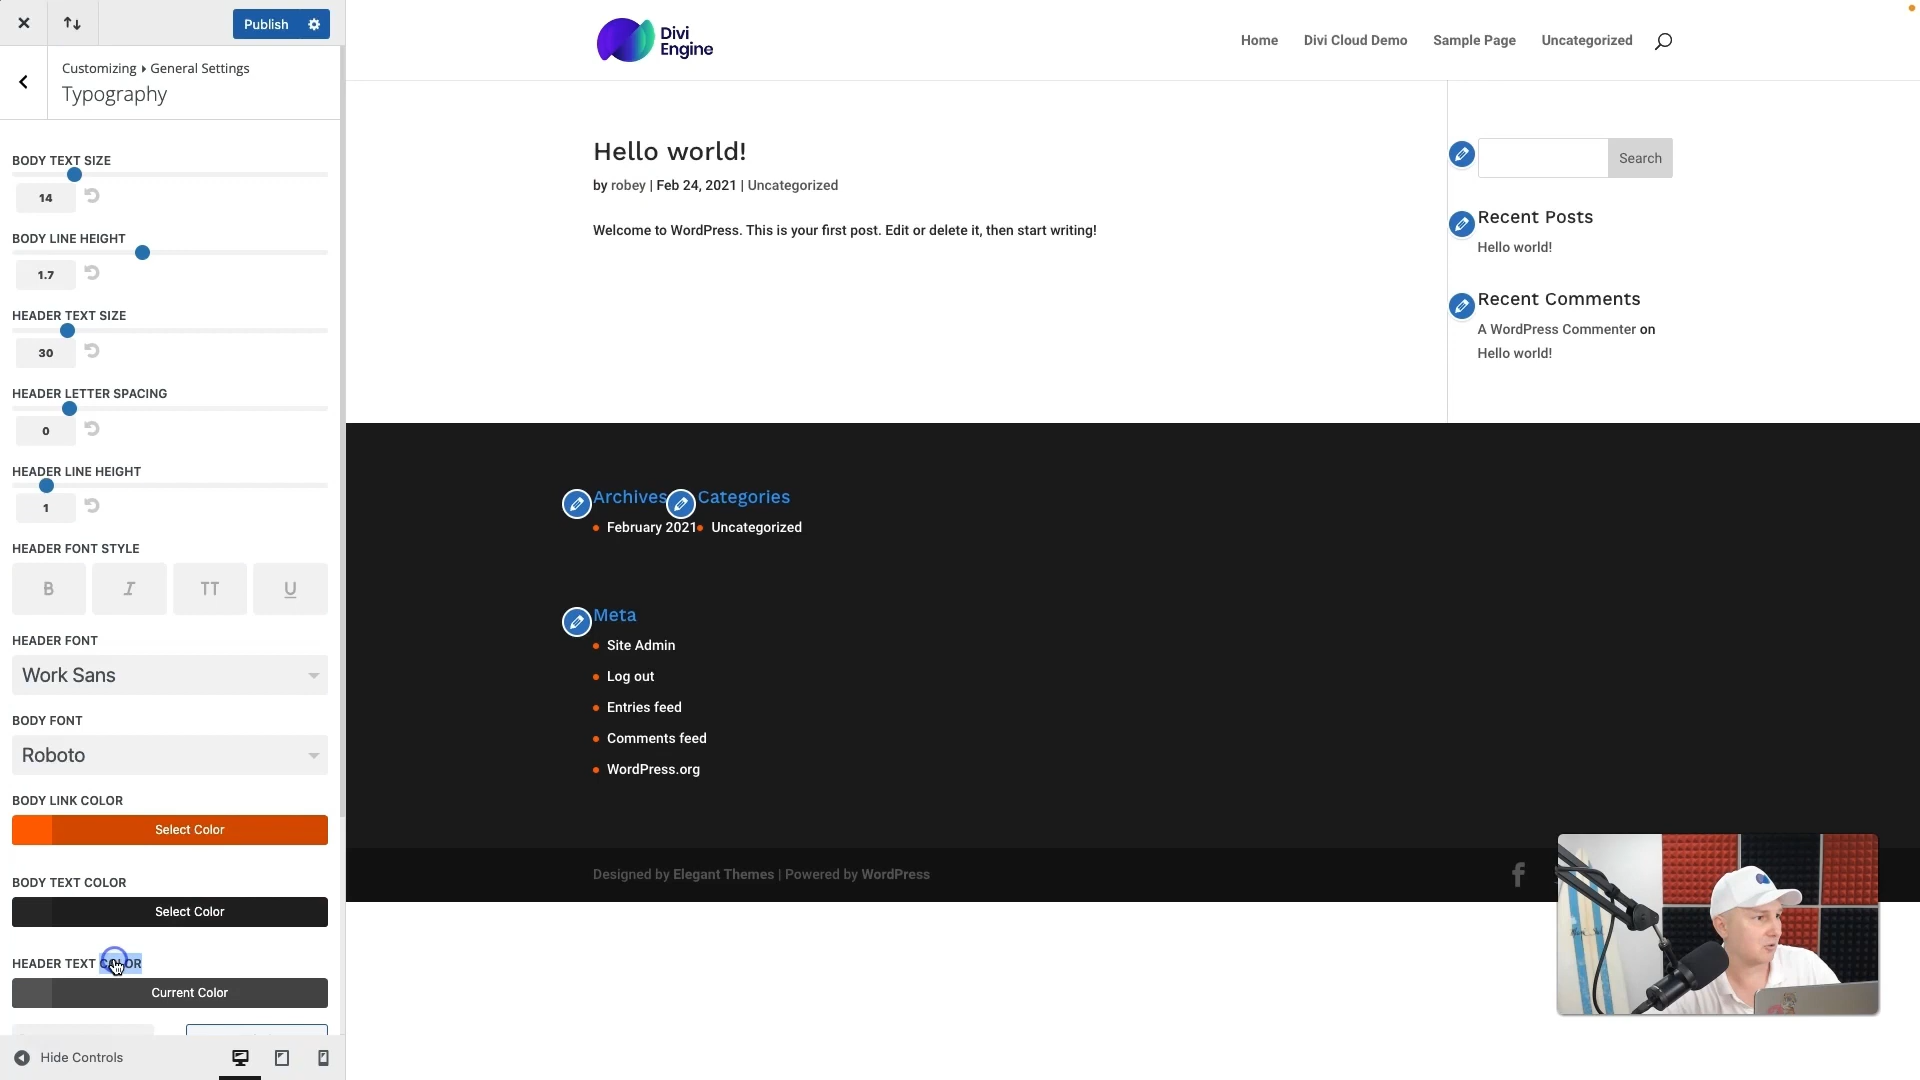 Publish
Customizing ▸ General Settings
Typography
BODY TEXT SIZE
14
BODY LINE HEIGHT
1.7
HEADER TEXT SIZE
30
HEADER LETTER SPACING
0
HEADER LINE HEIGHT
1
HEADER FONT STYLE
B I TT U
HEADER FONT
Work Sans
BODY FONT
Roboto
BODY LINK COLOR
Select Color
BODY TEXT COLOR
Select Color
HEADER TEXT COLOR
Current Color
Hide Controls
Divi
Engine
Home Divi Cloud Demo Sample Page Uncategorized
Hello world!
by robey | Feb 24, 2021 | Uncategorized
Welcome to WordPress. This is your first post. Edit or delete it, then start writing!
Search
Recent Posts
Hello world!
Recent Comments
A WordPress Commenter on
Hello world!
Archives Categories
February 2021 Uncategorized
Meta
Site Admin
Log out
Entries feed
Comments feed
WordPress.org
Designed by Elegant Themes | Powered by WordPress